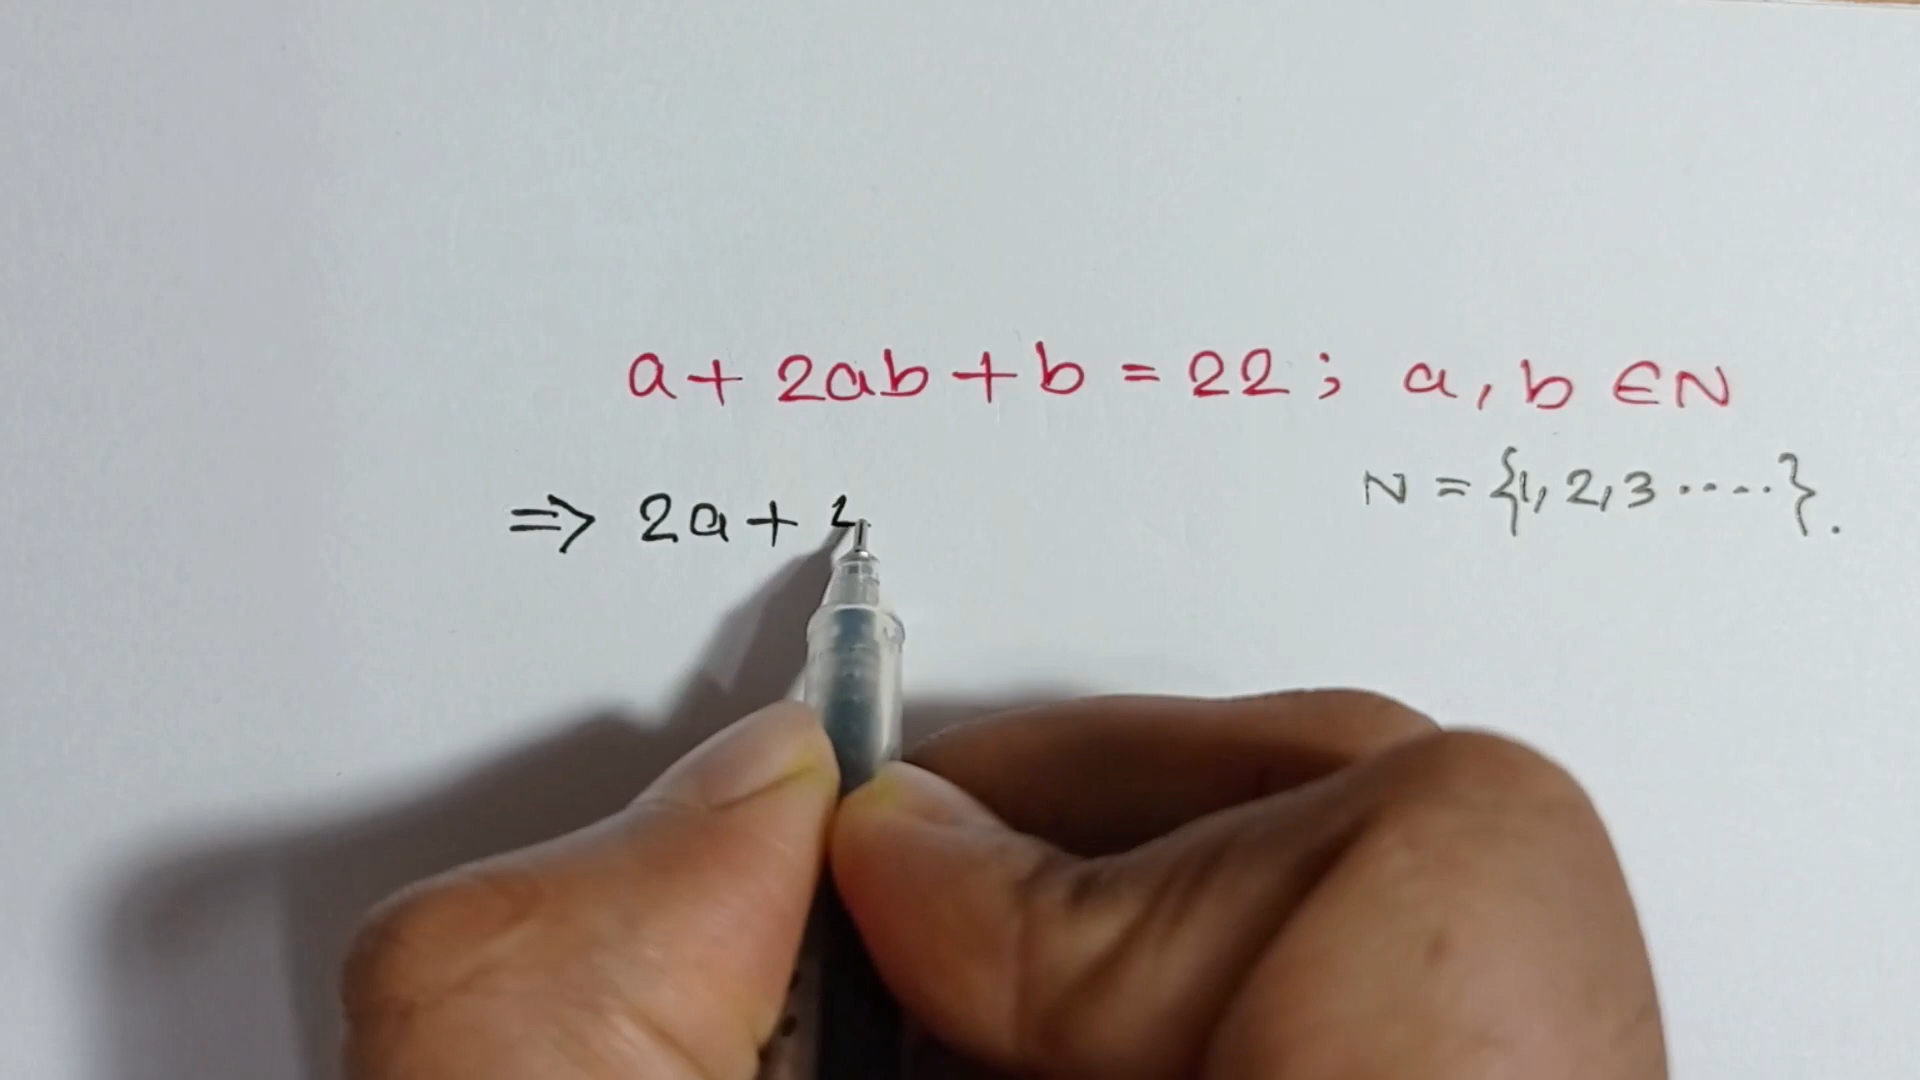 a + 2ab + b = 22 ; a, b ∈ N
N = {1, 2, 3 .....}.
⇒ 2a + 4